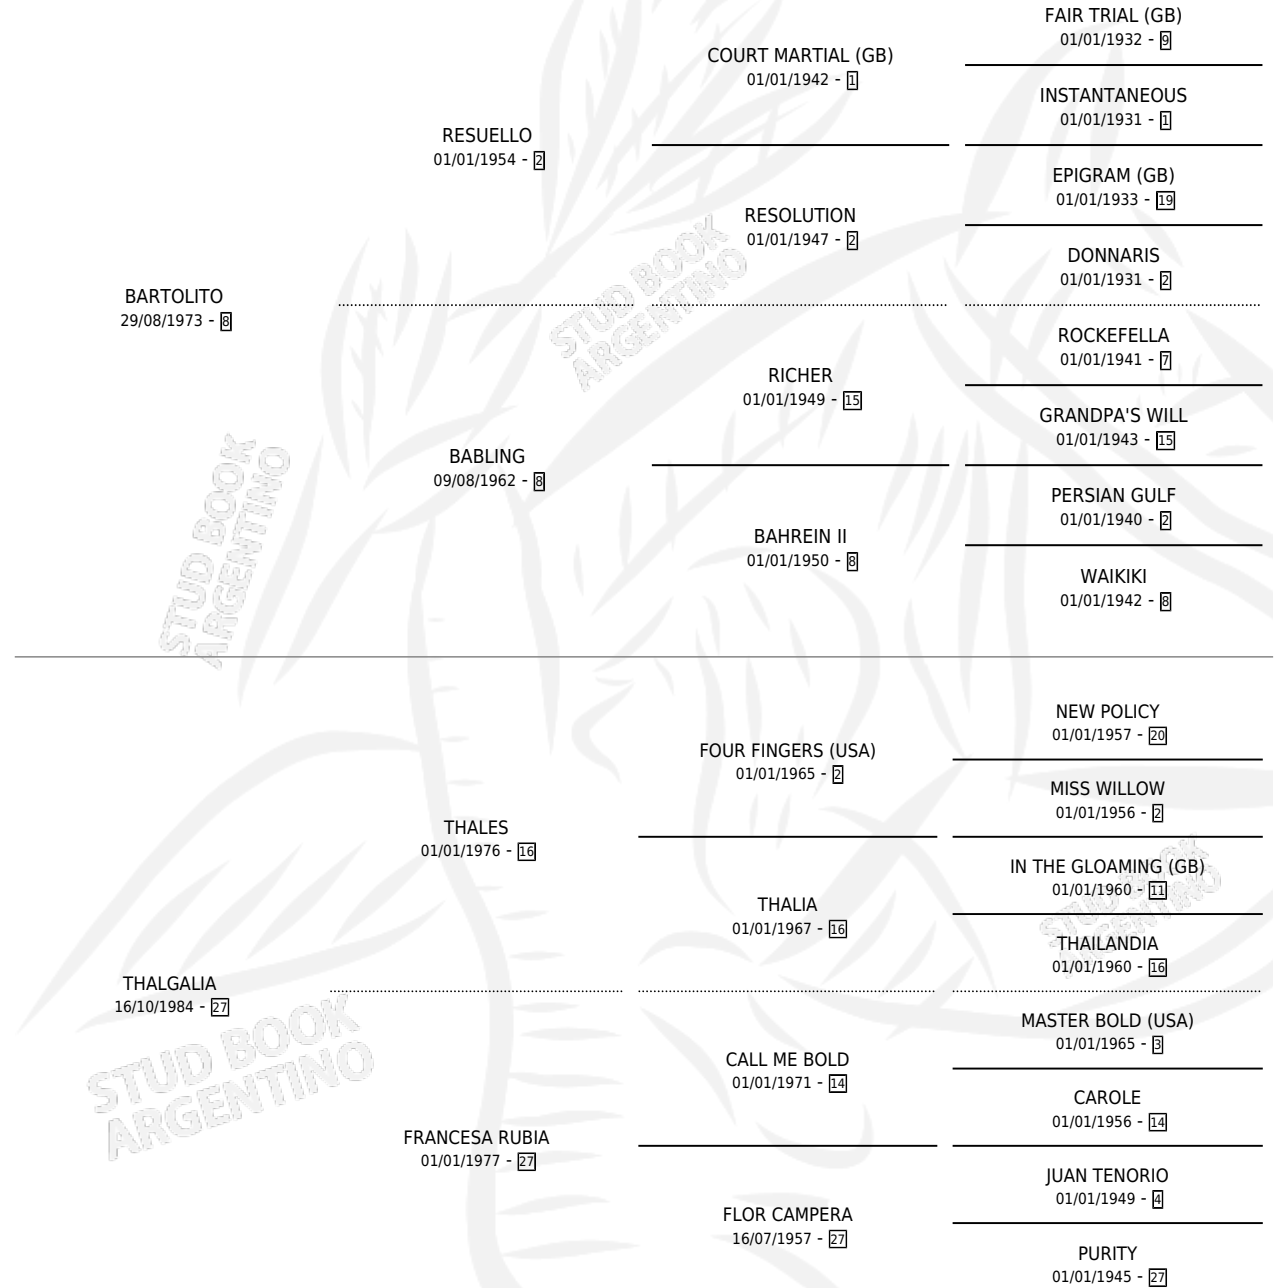 FAIR TRIAL (GB)
01/01/1932 - 9
COURT MARTIAL (GB)
01/01/1942 - 1
INSTANTANEOUS
01/01/1931 - 1
RESUELLO
01/01/1954 - 2
EPIGRAM (GB)
01/01/1933 - 19
RESOLUTION
01/01/1947 - 2
DONNARIS
01/01/1931 - 2
BARTOLITO
29/08/1973 - 8
STUD BOOK
ARGENTINO
ROCKEFELLA
01/01/1941 - 7
RICHER
01/01/1949 - 15
GRANDPA'S WILL
01/01/1943 - 15
BABLING
09/08/1962 - 8
PERSIAN GULF
01/01/1940 - 2
BAHREIN II
01/01/1950 - 8
WAIKIKI
01/01/1942 - 8
STUD BOOK
ARGENTINO
NEW POLICY
01/01/1957 - 20
FOUR FINGERS (USA)
01/01/1965 - 2
MISS WILLOW
01/01/1956 - 2
THALES
01/01/1976 - 16
IN THE GLOAMING (GB)
01/01/1960 - 11
THALIA
01/01/1967 - 16
THAILANDIA
01/01/1960 - 16
STUD BOOK
ARGENTINO
THALGALIA
16/10/1984 - 27
MASTER BOLD (USA)
01/01/1965 - 3
CALL ME BOLD
01/01/1971 - 14
CAROLE
01/01/1956 - 14
STUD BOOK
ARGENTINO
FRANCESA RUBIA
01/01/1977 - 27
JUAN TENORIO
01/01/1949 - 4
FLOR CAMPERA
16/07/1957 - 27
PURITY
01/01/1945 - 27